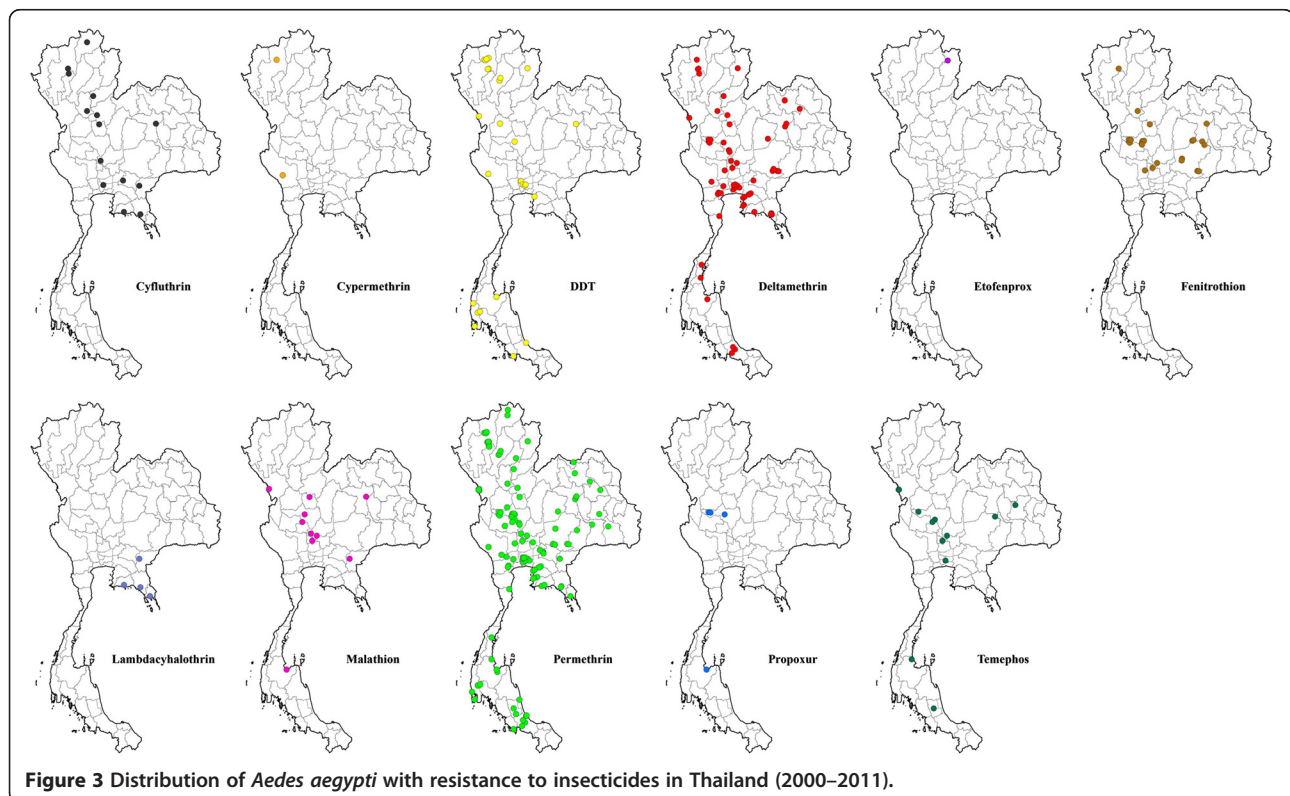 Cyfluthrin
Cypermethrin
DDT
Deltamethrin
Etofenprox
Fenitrothion
Lambdacyhalothrin
Malathion
Permethrin
Propoxur
Temephos
Figure 3 Distribution of Aedes aegypti with resistance to insecticides in Thailand (2000–2011).